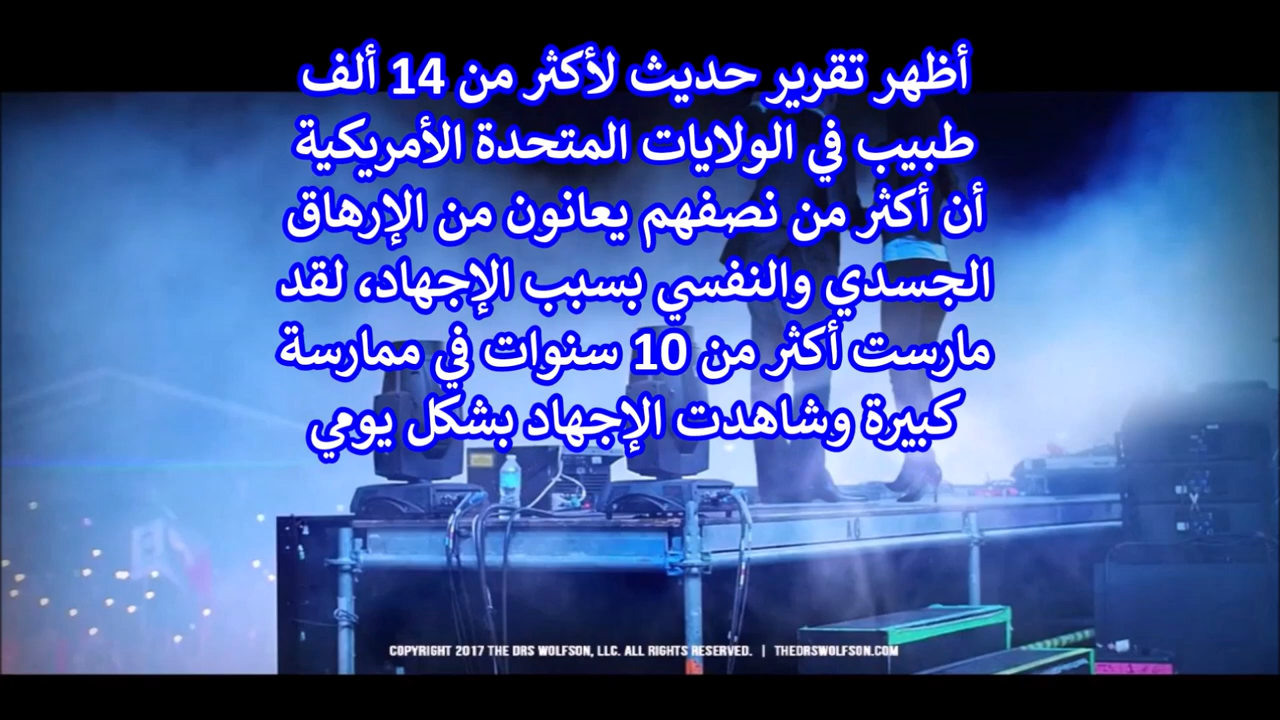 أظهر تقرير حديث لأكثر من 14 ألف
طبيب في الولايات المتحدة الأمريكية
أن أكثر من نصفهم يعانون من الإرهاق
الجسدي والنفسي بسبب الإجهاد، لقد
مارست أكثر من 10 سنوات في ممارسة
كبيرة وشاهدت الإجهاد بشكل يومي
COPYRIGHT 2017 THE DRS WOLFSON, LLC. ALL RIGHTS RESERVED. | THEDRSWOLFSON.COM